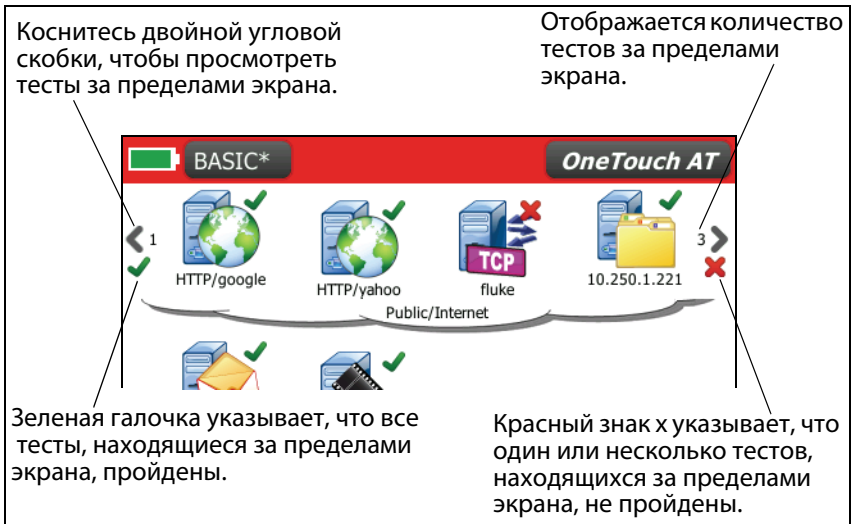 Коснитесь двойной угловой
скобки, чтобы просмотреть
тесты за пределами экрана.
Отображается количество
тестов за пределами
экрана.
BASIC*
OneTouch AT
1
HTTP/google
HTTP/yahoo
TCP
fluke
10.250.1.221
3
Public/Internet
Зеленая галочка указывает, что все
тесты, находящиеся за пределами
экрана, пройдены.
Красный знак x указывает, что
один или несколько тестов,
находящихся за пределами
экрана, не пройдены.